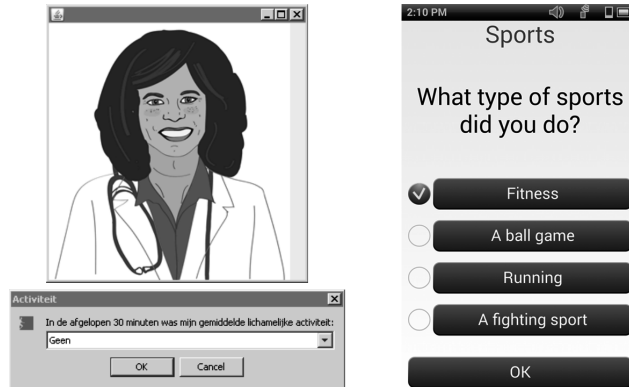 Activiteit
In de afgelopen 30 minuten was mijn gemiddelde lichamelijke activiteit:
Geen
OK
Cancel
2:10 PM
Sports
What type of sports
did you do?
Fitness
A ball game
Running
A fighting sport
OK